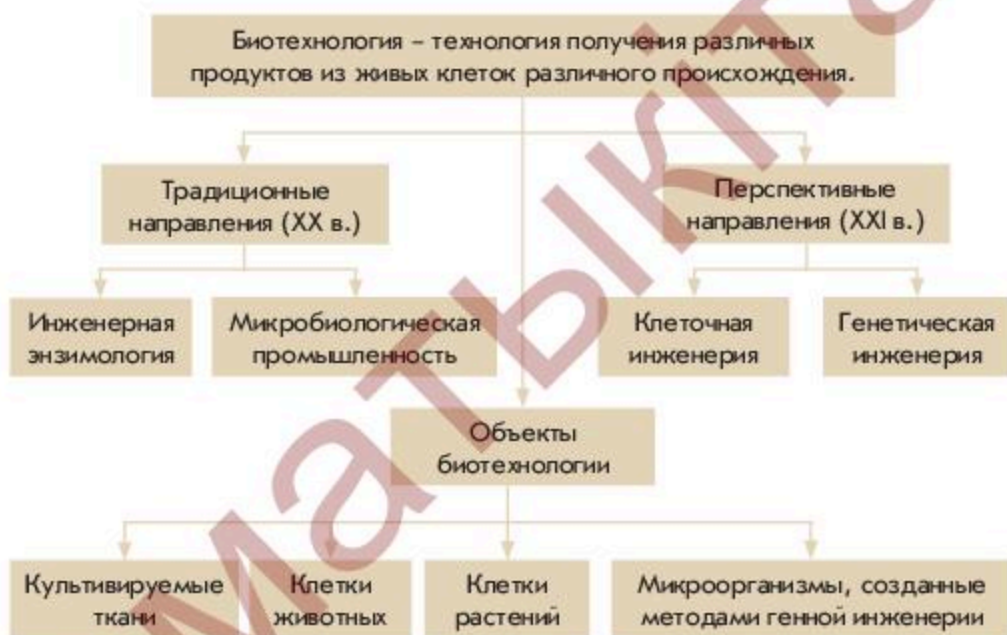 Биотехнология – технология получения различных
продуктов из живых клеток различного происхождения.
Традиционные
направления (XX в.)
Перспективные
направления (XXI в.)
Инженерная
энзимология
Микробиологическая
промышленность
Клеточная
инженерия
Генетическая
инженерия
Объекты
биотехнологии
Культивируемые
ткани
Клетки
животных
Клетки
растений
Микроорганизмы, созданные
методами генной инженерии